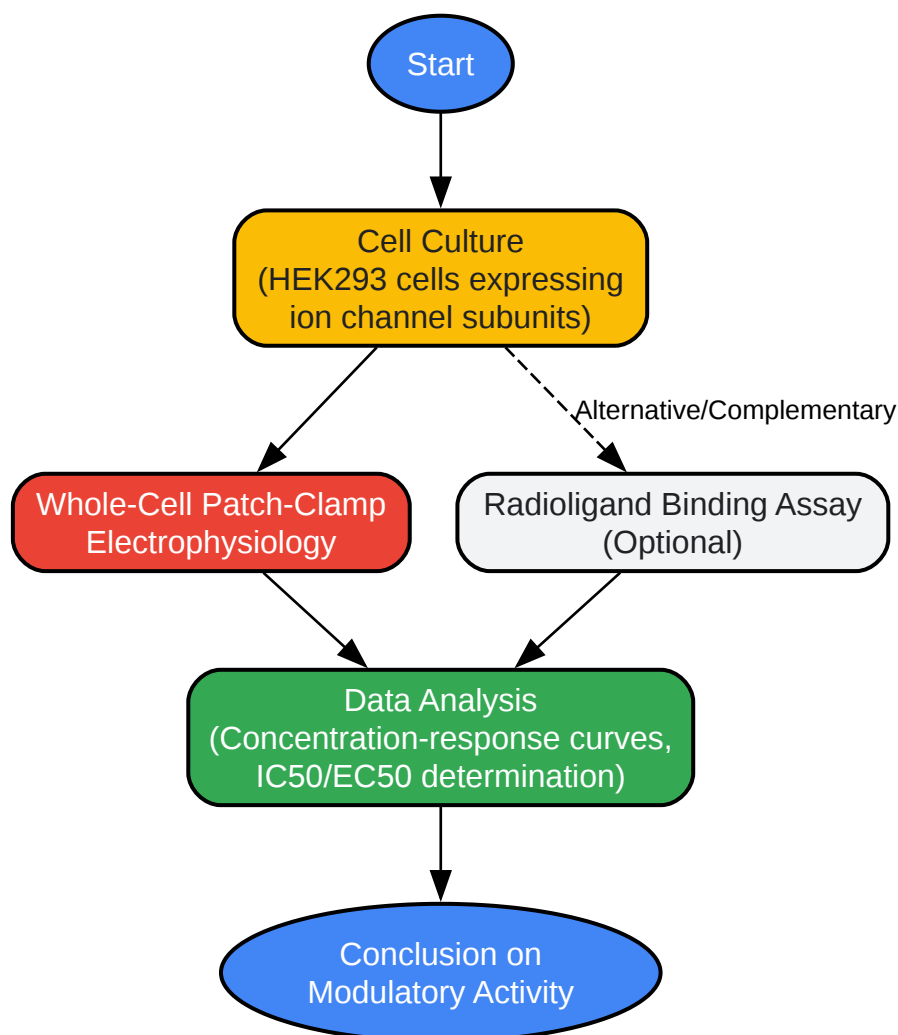 Start
Cell Culture
(HEK293 cells expressing
ion channel subunits)
Alternative/Complementary
Whole-Cell Patch-Clamp
Electrophysiology
Radioligand Binding Assay
(Optional)
Data Analysis
(Concentration-response curves,
IC50/EC50 determination)
Conclusion on
Modulatory Activity